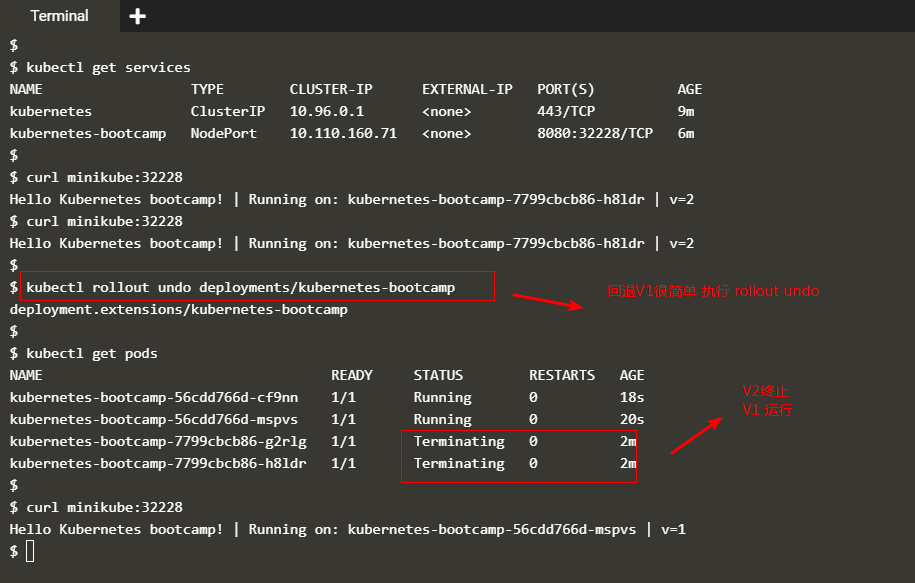 Terminal
$
$ kubectl get services
NAME TYPE CLUSTER-IP EXTERNAL-IP PORT(S) AGE
kubernetes ClusterIP 10.96.0.1 <none> 443/TCP 9m
kubernetes-bootcamp NodePort 10.110.160.71 <none> 8080:32228/TCP 6m
$
$ curl minikube:32228
Hello Kubernetes bootcamp! | Running on: kubernetes-bootcamp-7799cbcb86-h8ldr | v=2
$ curl minikube:32228
Hello Kubernetes bootcamp! | Running on: kubernetes-bootcamp-7799cbcb86-h8ldr | v=2
$
$ kubectl rollout undo deployments/kubernetes-bootcamp
回退V1很简单 执行 rollout undo
deployment.extensions/kubernetes-bootcamp
$
$ kubectl get pods
NAME READY STATUS RESTARTS AGE
kubernetes-bootcamp-56cdd766d-cf9nn 1/1 Running 0 18s
kubernetes-bootcamp-56cdd766d-mspvs 1/1 Running 0 20s
kubernetes-bootcamp-7799cbcb86-g2rlg 1/1 Terminating 0 2m
kubernetes-bootcamp-7799cbcb86-h8ldr 1/1 Terminating 0 2m
V2终止
V1 运行
$
$ curl minikube:32228
Hello Kubernetes bootcamp! | Running on: kubernetes-bootcamp-56cdd766d-mspvs | v=1
$